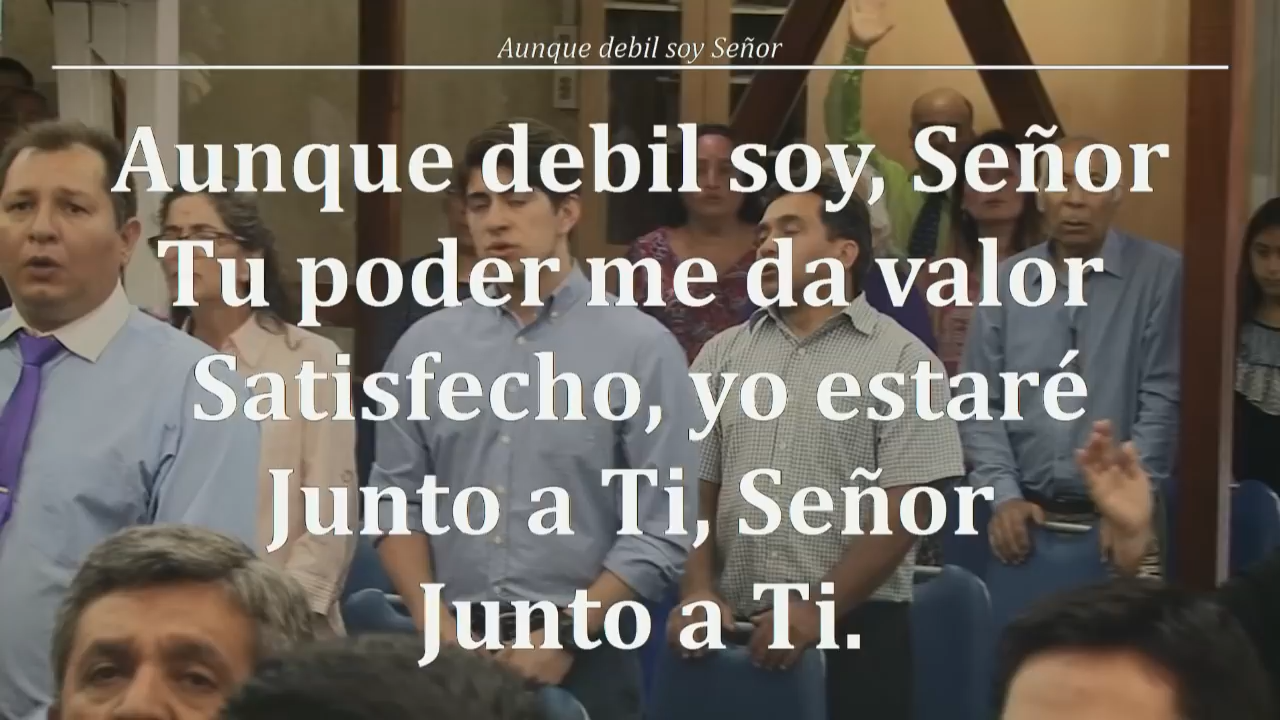 Aunque debil soy Señor
Aunque debil soy, Señor
Tu poder me da valor
Satisfecho, yo estaré
Junto a Ti, Señor
Junto a Ti.